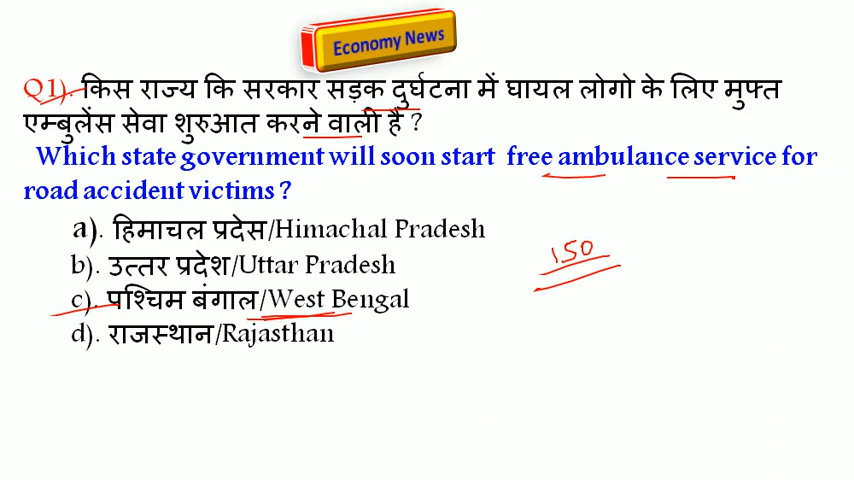 Economy News
Q1). किस राज्य कि सरकार सड़क दुर्घटना में घायल लोगो के लिए मुफ्त
एम्बुलेंस सेवा शुरुआत करने वाली हैं ?
Which state government will soon start free ambulance service for
road accident victims ?
a). हिमाचल प्रदेस/Himachal Pradesh
b). उत्तर प्रदेश/Uttar Pradesh
150
c). पश्चिम बंगाल/West Bengal
d). राजस्थान/Rajasthan